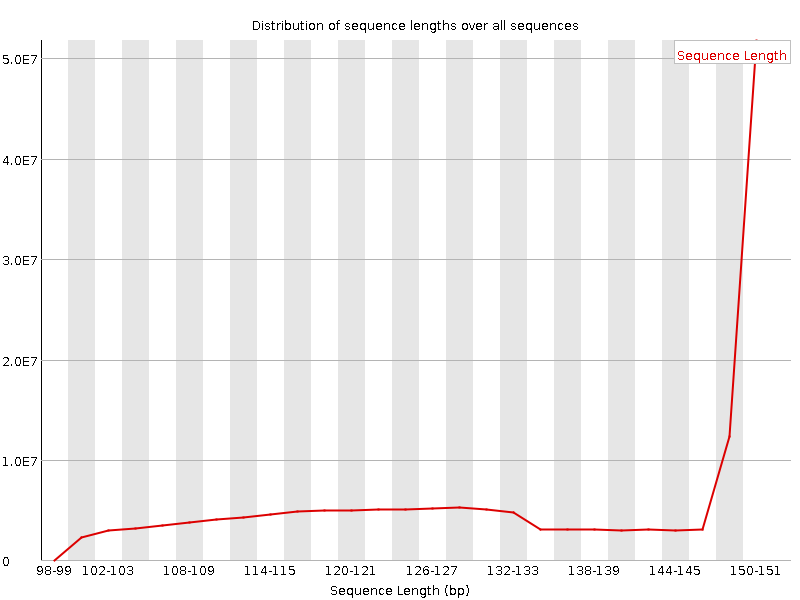 Distribution of sequence lengths over all sequences
Sequence Length
5.0E7
4.0E7
3.0E7
2.0E7
1.0E7
0
98-99 102-103 108-109 114-115 120-121 126-127 132-133 138-139 144-145 150-151
Sequence Length (bp)